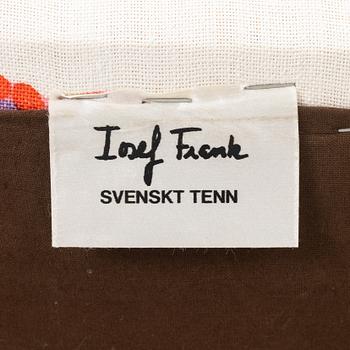 Josef Frank
SVENSKT TENN